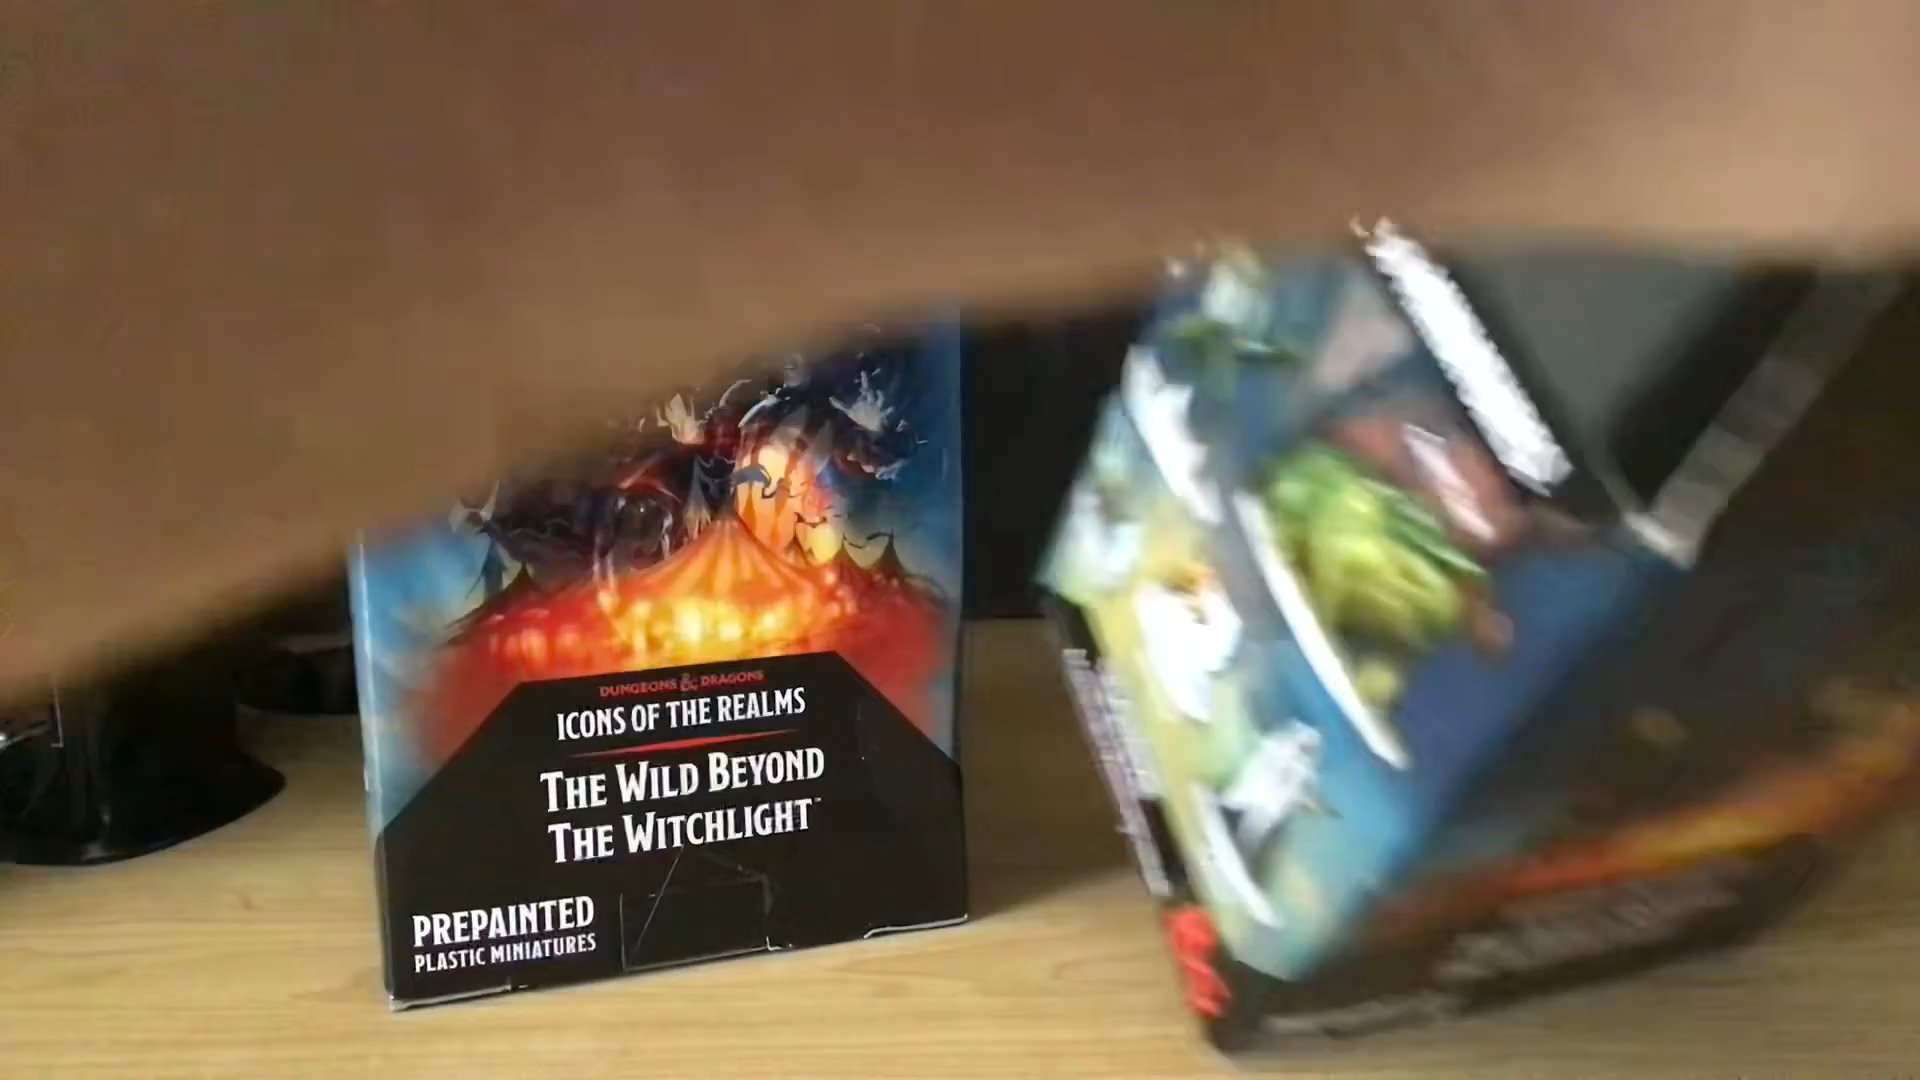 DUNGEONS & DRAGONS
ICONS OF THE REALMS
THE WILD BEYOND
THE WITCHLIGHT™
PREPAINTED
PLASTIC MINIATURES